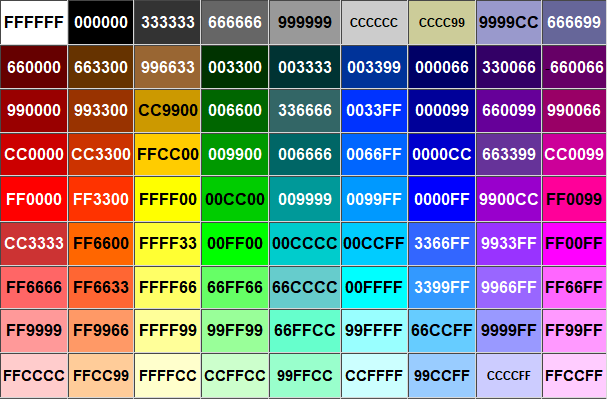 FFFFFF 000000 333333 666666 999999 CCCCCC CCCC99 9999CC 666699
660000 663300 996633 003300 003333 003399 000066 330066 660066
990000 993300 CC9900 006600 336666 0033FF 000099 660099 990066
CC0000 CC3300 FFCC00 009900 006666 0066FF 0000CC 663399 CC0099
FF0000 FF3300 FFFF00 00CC00 009999 0099FF 0000FF 9900CC FF0099
CC3333 FF6600 FFFF33 00FF00 00CCCC 00CCFF 3366FF 9933FF FF00FF
FF6666 FF6633 FFFF66 66FF66 66CCCC 00FFFF 3399FF 9966FF FF66FF
FF9999 FF9966 FFFF99 99FF99 66FFCC 99FFFF 66CCFF 9999FF FF99FF
FFCCCC FFCC99 FFFFCC CCFFCC 99FFCC CCFFFF 99CCFF CCCCFF FFCCFF